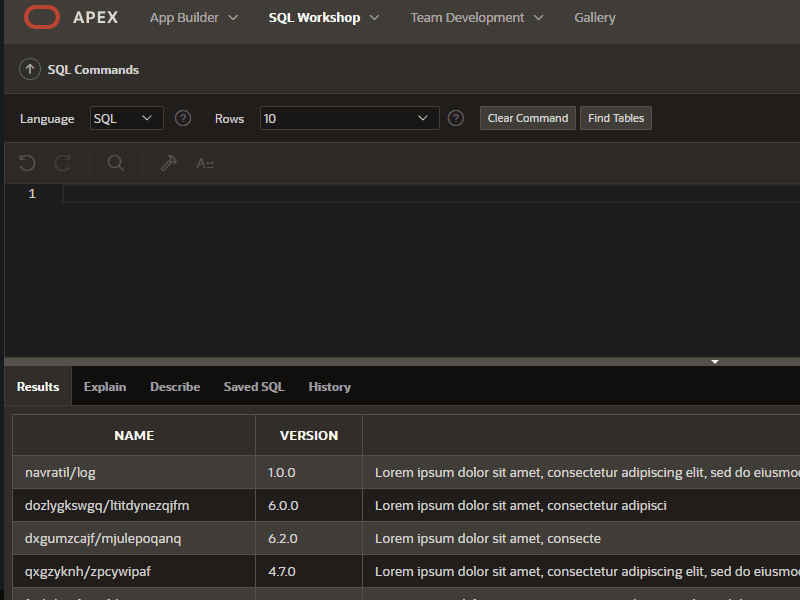 APEX App Builder SQL Workshop Team Development Gallery
SQL Commands
Language SQL ? Rows 10 ? Clear Command Find Tables
A
1
Results Explain Describe Saved SQL History
NAME VERSION
navratil/log 1.0.0 Lorem ipsum dolor sit amet, consectetur adipiscing elit, sed do eiusmo
dozlygkswgq/ltitdynezqjfm 6.0.0 Lorem ipsum dolor sit amet, consectetur adipisci
dxgumzcajf/mjulepoqanq 6.2.0 Lorem ipsum dolor sit amet, consecte
qxgzyknh/zpcywipaf 4.7.0 Lorem ipsum dolor sit amet, consectetur adipiscing elit, sed do eiusmo